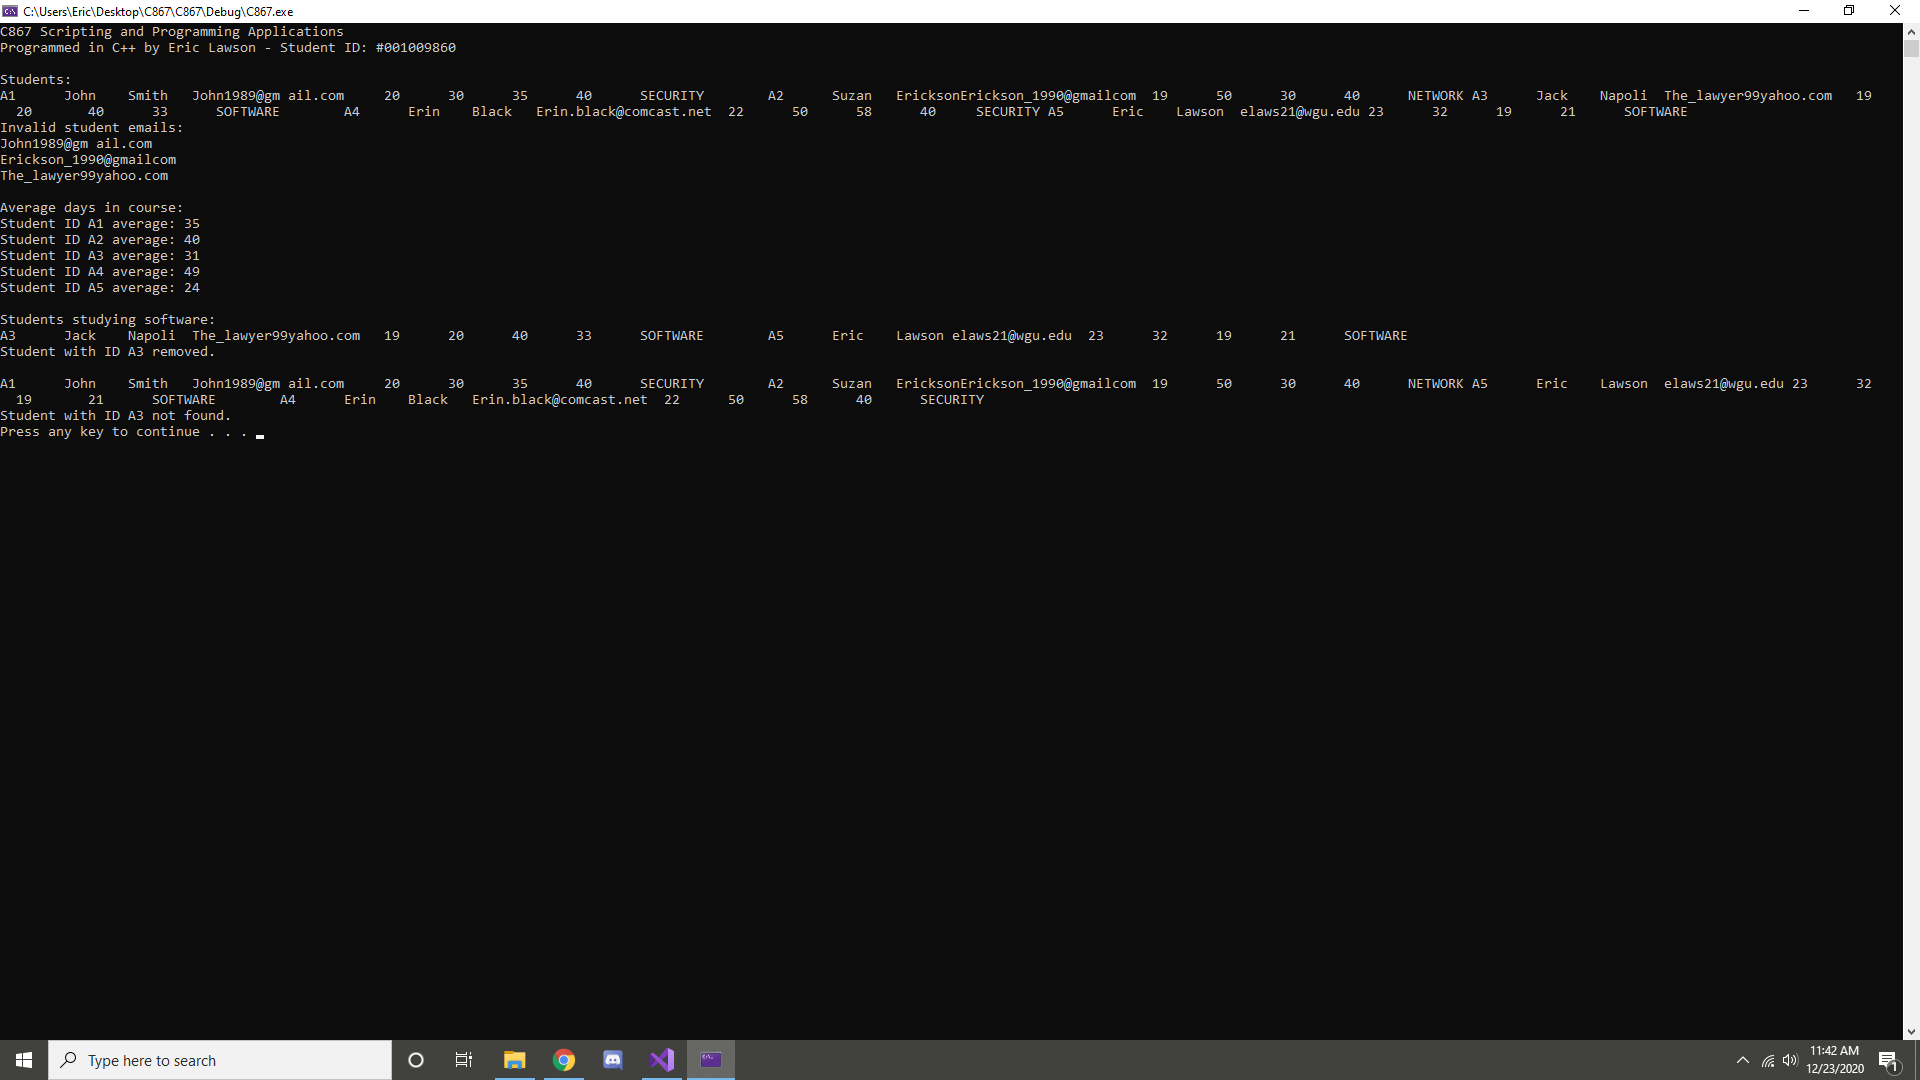 C:\Users\Eric\Desktop\C867\C867\Debug\C867.exe
C867 Scripting and Programming Applications
Programmed in C++ by Eric Lawson - Student ID: #001009860
Students:
A1 John Smith John1989@gm ail.com 20 30 35 40 SECURITY A2 Suzan EricksonErickson_1990@gmailcom 19 50 30 40 NETWORK A3 Jack Napoli The_lawyer99yahoo.com 19
20 40 33 SOFTWARE A4 Erin Black Erin.black@comcast.net 22 50 58 40 SECURITY A5 Eric Lawson elaws21@wgu.edu 23 32 19 21 SOFTWARE
Invalid student emails:
John1989@gm ail.com
Erickson_1990@gmailcom
The_lawyer99yahoo.com
Average days in course:
Student ID A1 average: 35
Student ID A2 average: 40
Student ID A3 average: 31
Student ID A4 average: 49
Student ID A5 average: 24
Students studying software:
A3 Jack Napoli The_lawyer99yahoo.com 19 20 40 33 SOFTWARE A5 Eric Lawson elaws21@wgu.edu 23 32 19 21 SOFTWARE
Student with ID A3 removed.
A1 John Smith John1989@gm ail.com 20 30 35 40 SECURITY A2 Suzan EricksonErickson_1990@gmailcom 19 50 30 40 NETWORK A5 Eric Lawson elaws21@wgu.edu 23 32
19 21 SOFTWARE A4 Erin Black Erin.black@comcast.net 22 50 58 40 SECURITY
Student with ID A3 not found.
Press any key to continue . . .
Type here to search
11:42 AM
12/23/2020
1